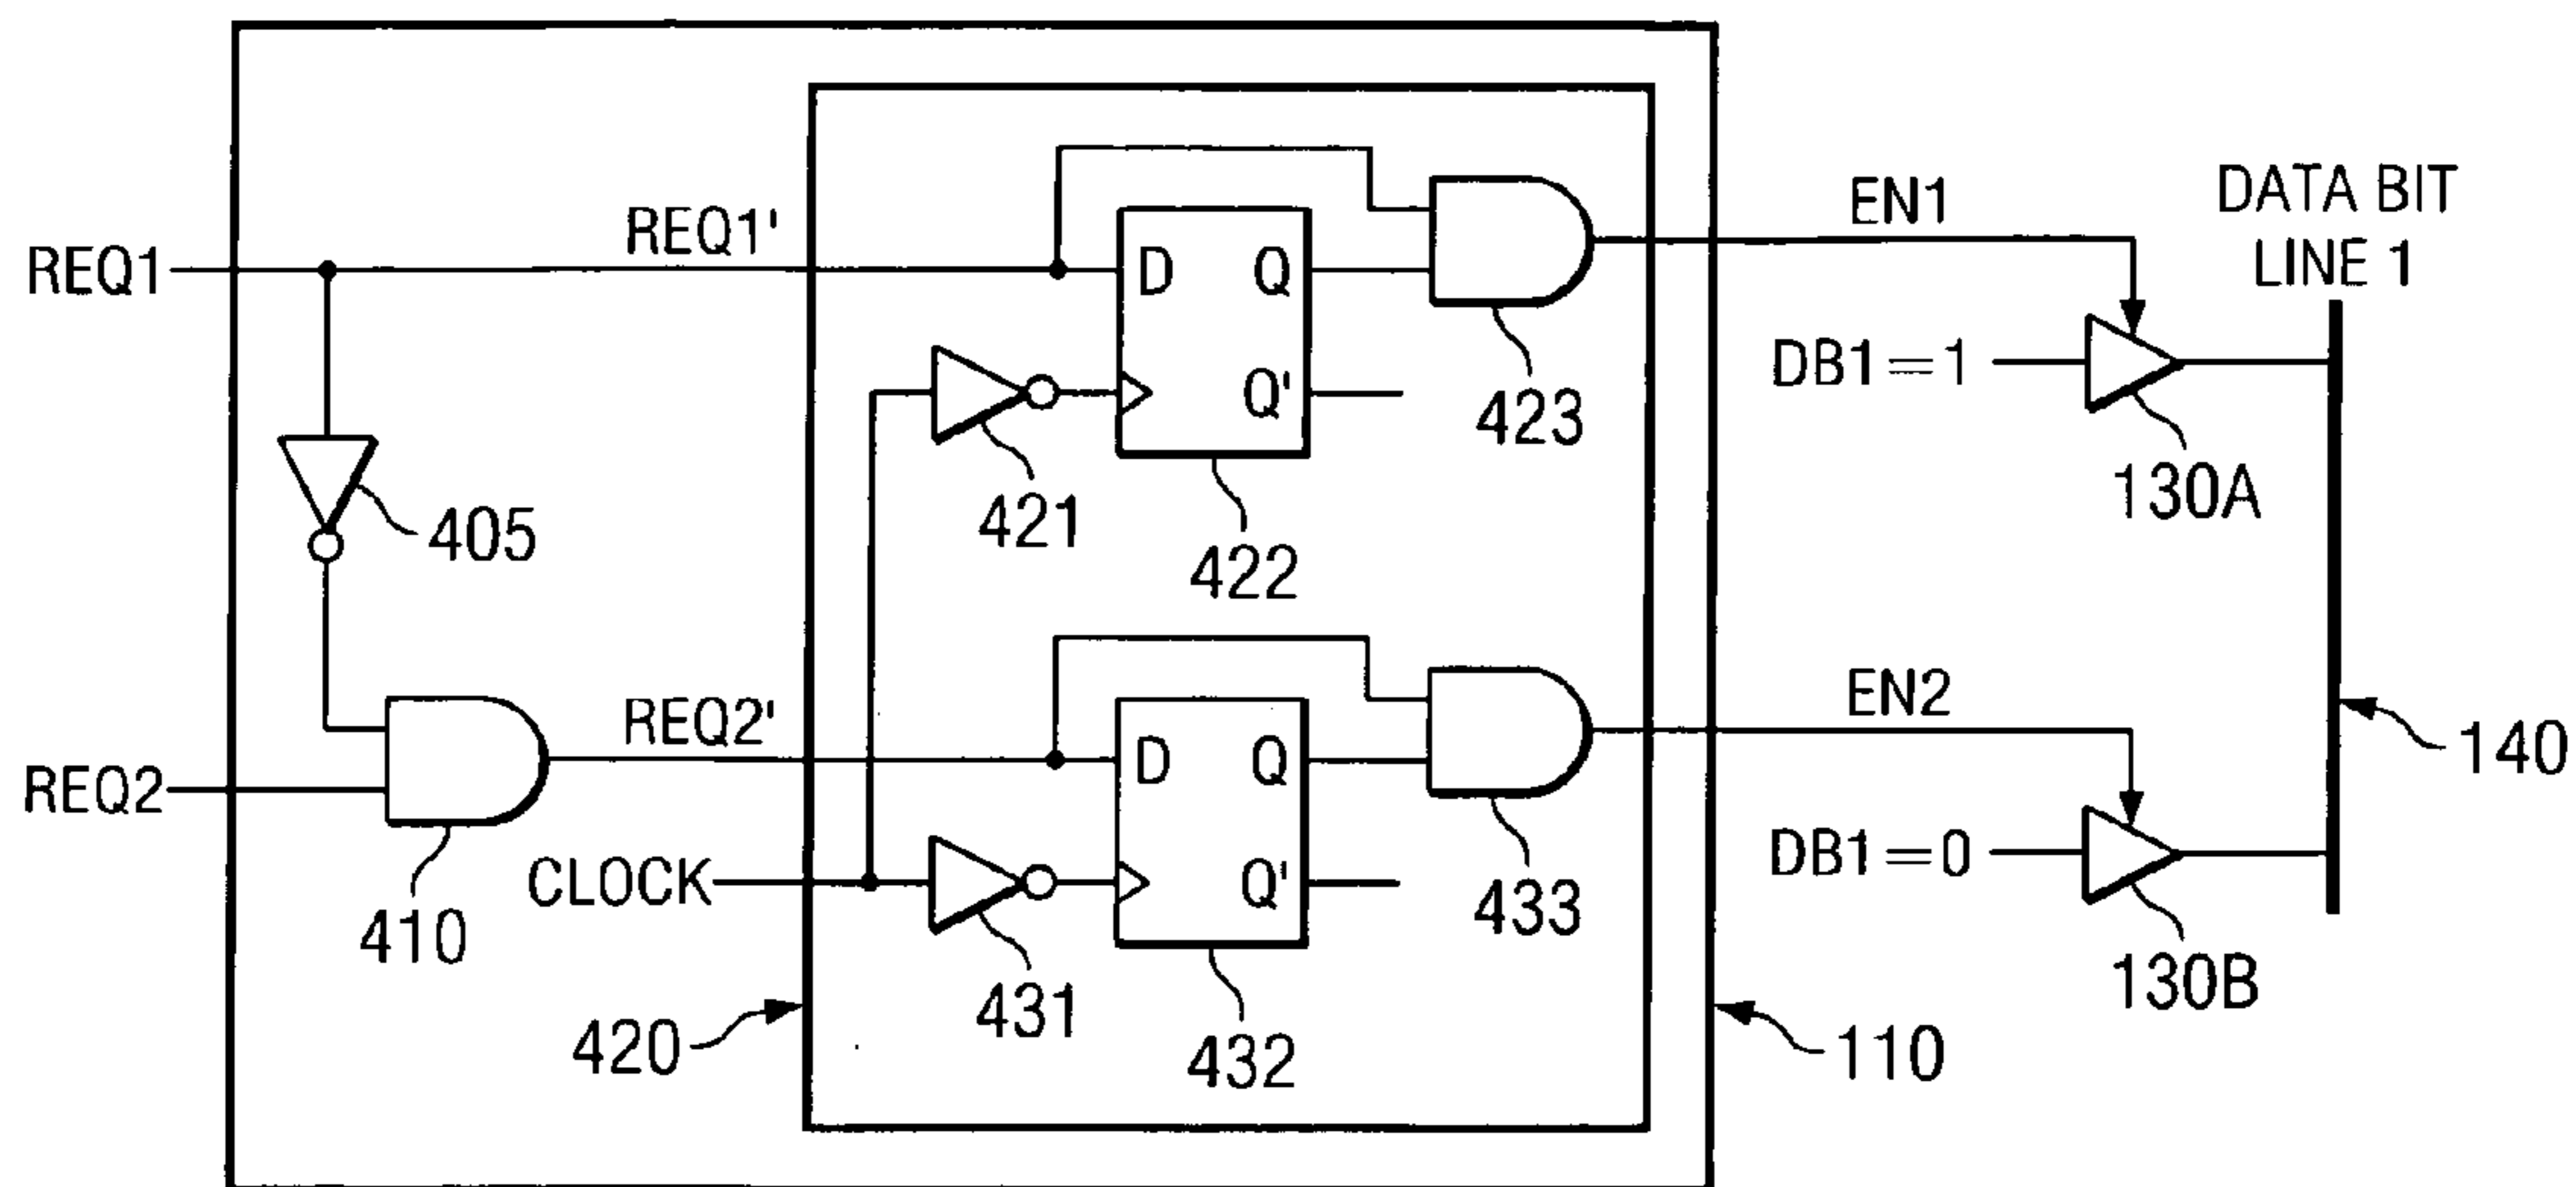 REQ1
REQ1'
D
Q
Q'
EN1
DATA BIT
LINE 1
DB1=1
405
421
422
423
130A
REQ2
REQ2'
D
Q
Q'
EN2
140
CLOCK
DB1=0
410
431
432
433
130B
420
110